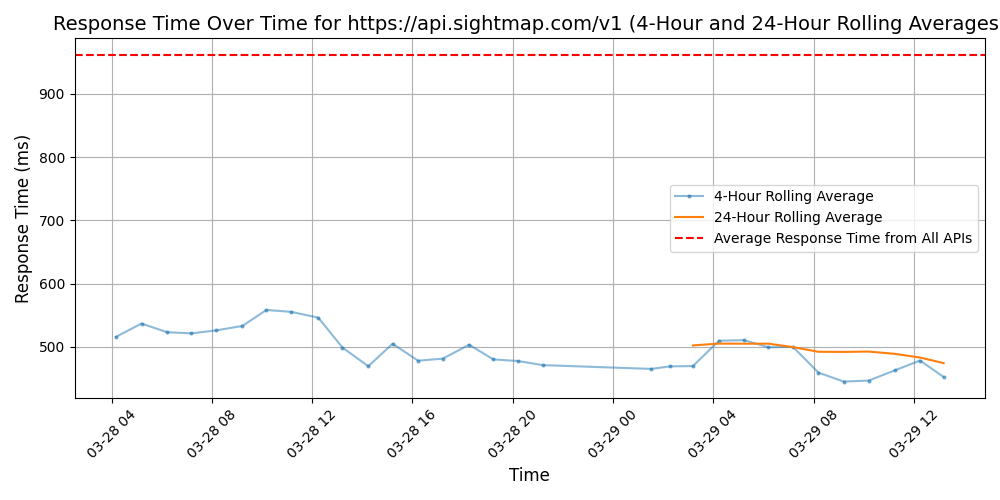 Response Time Over Time for https://api.sightmap.com/v1 (4-Hour and 24-Hour Rolling Averages
Response Time (ms)
900
800
700
600
500
4-Hour Rolling Average
24-Hour Rolling Average
Average Response Time from All APIs
03-28 04
03-28 08
03-28 12
03-28 16
03-28 20
03-29 00
03-29 04
03-29 08
03-29 12
Time